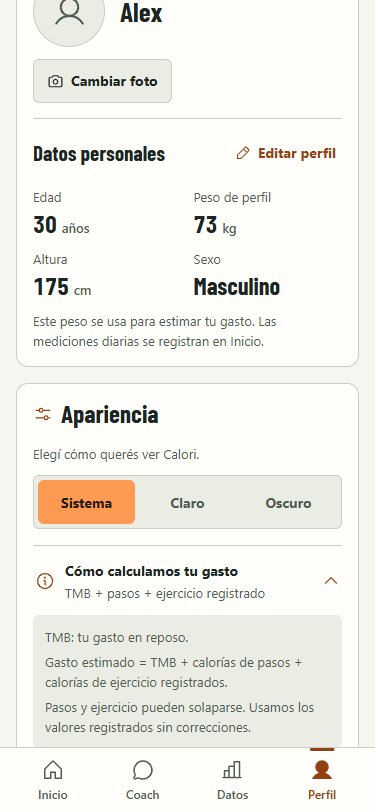 Alex
Cambiar foto
Datos personales
Editar perfil
Edad
Peso de perfil
30 años
73 kg
Altura
Sexo
175 cm
Masculino
Este peso se usa para estimar tu gasto. Las
mediciones diarias se registran en Inicio.
Apariencia
Elegí cómo querés ver Calori.
Sistema
Claro
Oscuro
Cómo calculamos tu gasto
TMB + pasos + ejercicio registrado
TMB: tu gasto en reposo.
Gasto estimado = TMB + calorías de pasos +
calorías de ejercicio registrados.
Pasos y ejercicio pueden solaparse. Usamos los
valores registrados sin correcciones.
Inicio
Coach
Datos
Perfil